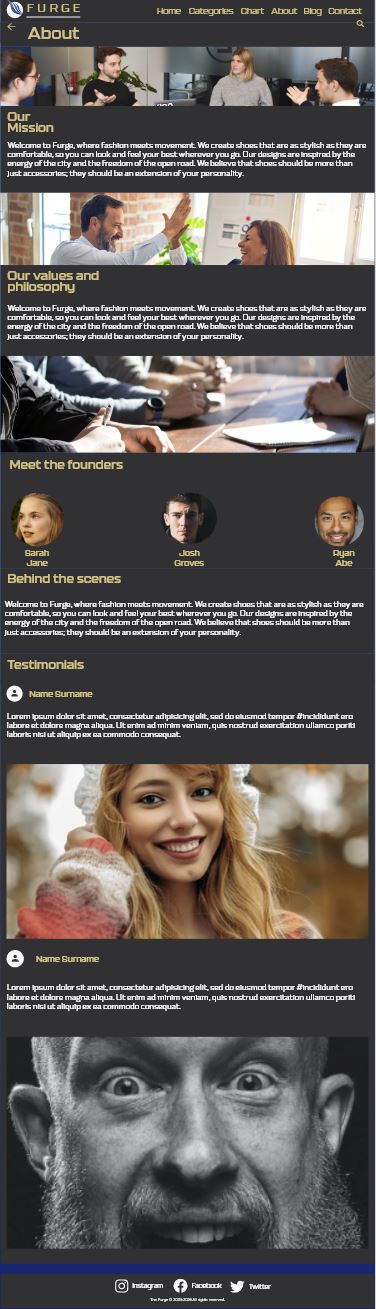 FURGE
Home Categories Chart About Blog Contact
About
Our
Mission
Welcome to Furge, where fashion meets movement. We create shoes that are as stylish as they are
comfortable, so you can look and feel your best wherever you go. Our designs are inspired by the
energy of the city and the freedom of the open road. We believe that shoes should be more than
just accessories; they should be an extension of your personality.
Our values and
philosophy
Welcome to Furge, where fashion meets movement. We create shoes that are as stylish as they are
comfortable, so you can look and feel your best wherever you go. Our designs are inspired by the
energy of the city and the freedom of the open road. We believe that shoes should be more than
just accessories; they should be an extension of your personality.
Meet the founders
Sarah
Jane
Josh
Groves
Ryan
Abe
Behind the scenes
Welcome to Furge, where fashion meets movement. We create shoes that are as stylish as they are
comfortable, so you can look and feel your best wherever you go. Our designs are inspired by the
energy of the city and the freedom of the open road. We believe that shoes should be more than
just accessories; they should be an extension of your personality.
Testimonials
Name Surname
Lorem ipsum dolor sit amet, consectetur adipisicing elit, sed do eiusmod tempor #incididunt ero
labore et dolore magna aliqua. Ut enim ad minim veniam, quis nostrud exercitation ullamco poriti
laboris nisi ut aliquip ex ea commodo consequat.
Name Surname
Lorem ipsum dolor sit amet, consectetur adipisicing elit, sed do eiusmod tempor #incididunt ero
labore et dolore magna aliqua. Ut enim ad minim veniam, quis nostrud exercitation ullamco poriti
laboris nisi ut aliquip ex ea commodo consequat.
Instagram Facebook Twitter
The Furge © All rights reserved.